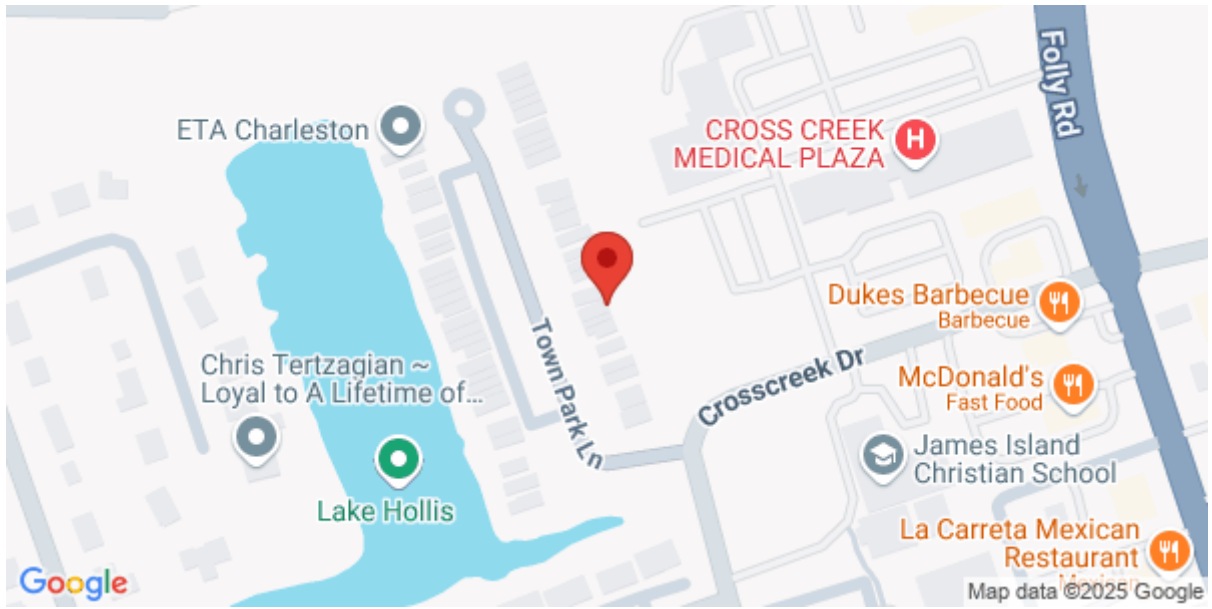 Folly Rd
ETA Charleston
CROSS CREEK
MEDICAL PLAZA
H
Dukes Barbecue
Barbecue
Town Park Ln
Chris Tertzagian ~
Loyal to A Lifetime of...
Crosscreek Dr
McDonald's
Fast Food
James Island
Christian School
Lake Hollis
La Carreta Mexican
Restaurant
Mexican
Google
Map data ©2025 Google